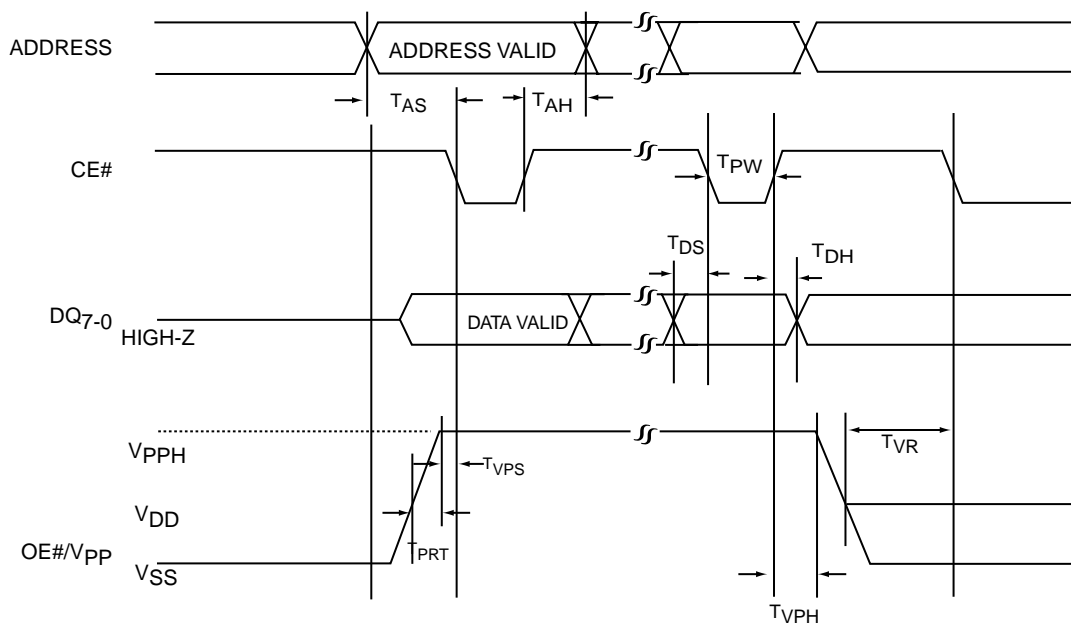 ADDRESS
ADDRESS VALID
TAS
TAH
CE#
TPW
TDS
TDH
DQ7-0
HIGH-Z
DATA VALID
VPPH
TVPS
TVR
VDD
OE#/VPP
TPRT
VSS
TVPH